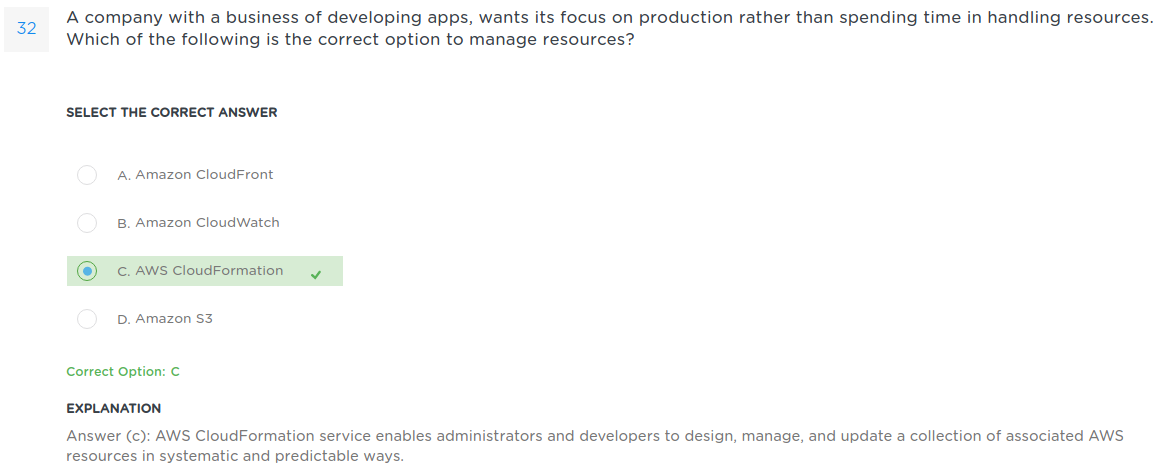 32
A company with a business of developing apps, wants its focus on production rather than spending time in handling resources.
Which of the following is the correct option to manage resources?
SELECT THE CORRECT ANSWER
A. Amazon CloudFront
B. Amazon CloudWatch
C. AWS CloudFormation
D. Amazon S3
Correct Option: C
EXPLANATION
Answer (c): AWS CloudFormation service enables administrators and developers to design, manage, and update a collection of associated AWS
resources in systematic and predictable ways.